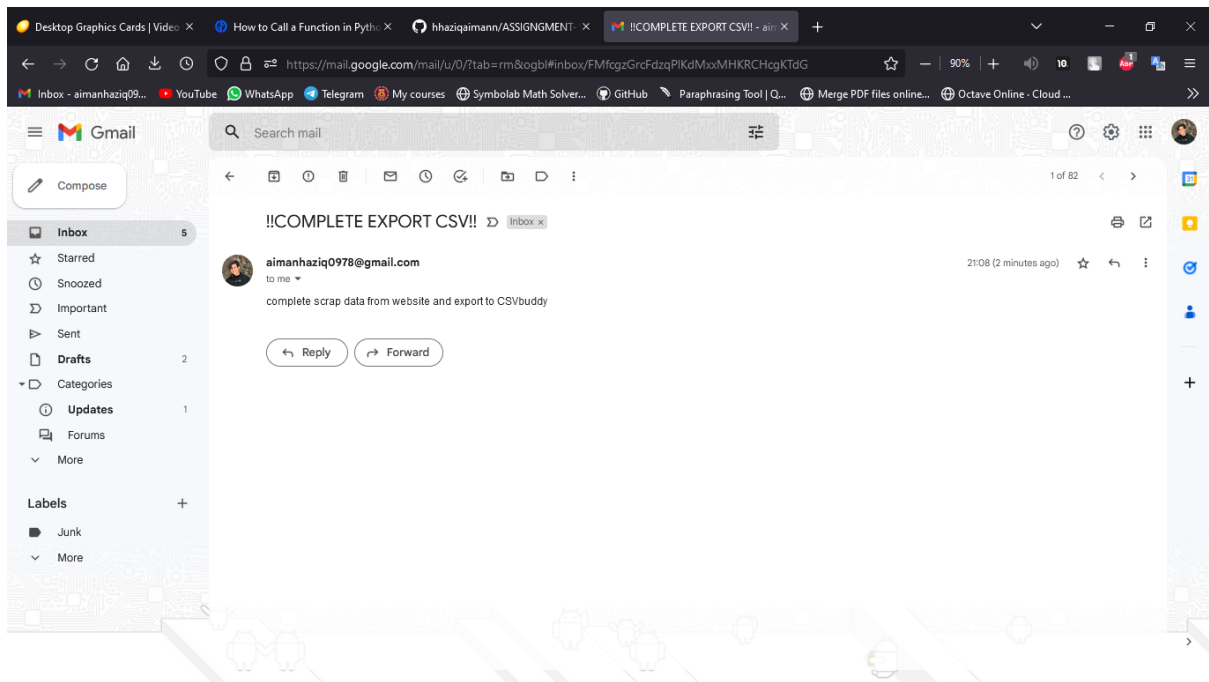 Desktop Graphics Cards | Video
How to Call a Function in Pytho
hhaziqaimann/ASSIGNGMENT-
!!COMPLETE EXPORT CSV!! - aim
https://mail.google.com/mail/u/0/?tab=rm&ogbl#inbox/FMfcgzGrcFdzqPlKdMxxMHKRCHcgKTdG
90%
10
ABP
Inbox - aimanhaziq09...
YouTube
WhatsApp
Telegram
My courses
Symbolab Math Solver...
GitHub
Paraphrasing Tool | Q...
Merge PDF files online...
Octave Online · Cloud ...
Gmail
Search mail
Compose
1 of 82
31
Inbox 5
Starred
Snoozed
Important
Sent
Drafts 2
Categories
Updates 1
Forums
More
Labels
Junk
More
!!COMPLETE EXPORT CSV!!
Inbox ×
aimanhaziq0978@gmail.com
21:08 (2 minutes ago)
to me
complete scrap data from website and export to CSVbuddy
Reply
Forward